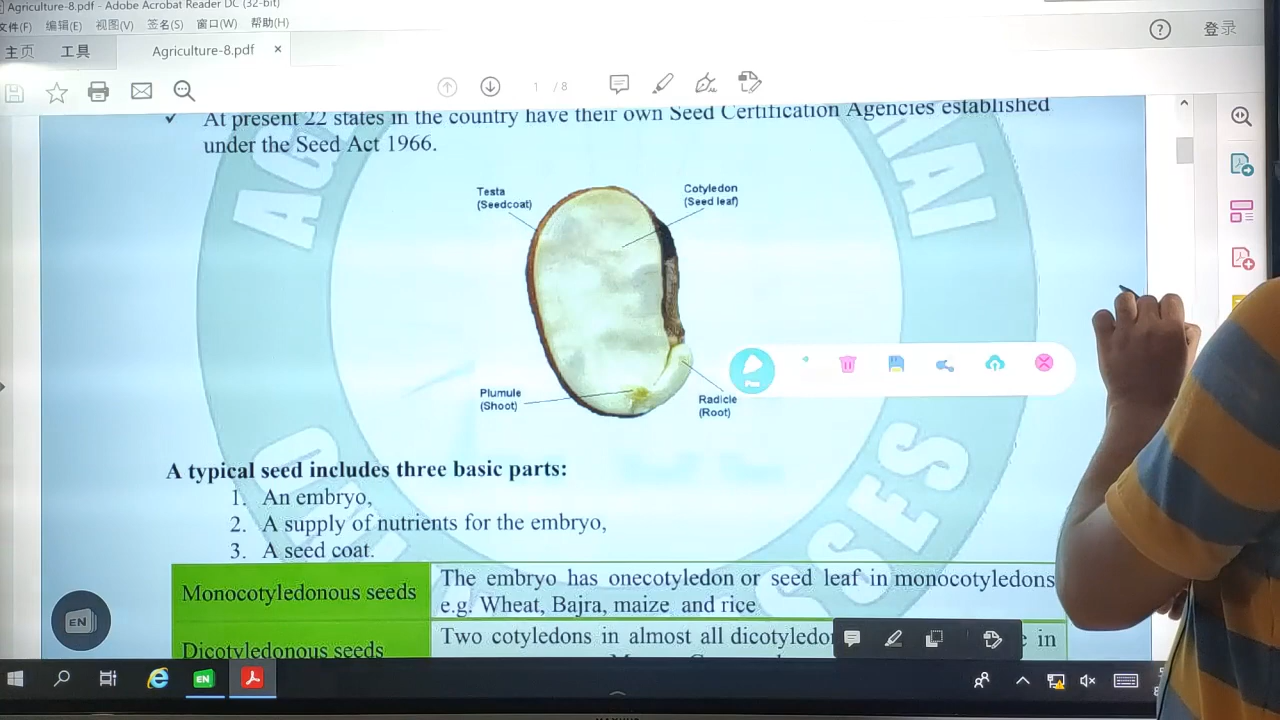 Agriculture-8.pdf - Adobe Acrobat Reader DC (32-bit)
文件(F) 编辑(E) 视图(V) 签名(S) 窗口(W) 帮助(H)
主页 工具 Agriculture-8.pdf × ? 登录
1 / 8
✓ At present 22 states in the country have their own Seed Certification Agencies established
under the Seed Act 1966.
Testa
(Seedcoat)
Cotyledon
(Seed leaf)
Plumule
(Shoot)
Radicle
(Root)
Pen
A typical seed includes three basic parts:
1. An embryo,
2. A supply of nutrients for the embryo,
3. A seed coat.
Monocotyledonous seeds
The embryo has onecotyledon or seed leaf in monocotyledons
e.g. Wheat, Bajra, maize and rice
Dicotyledonous seeds
Two cotyledons in almost all in
EN
EN